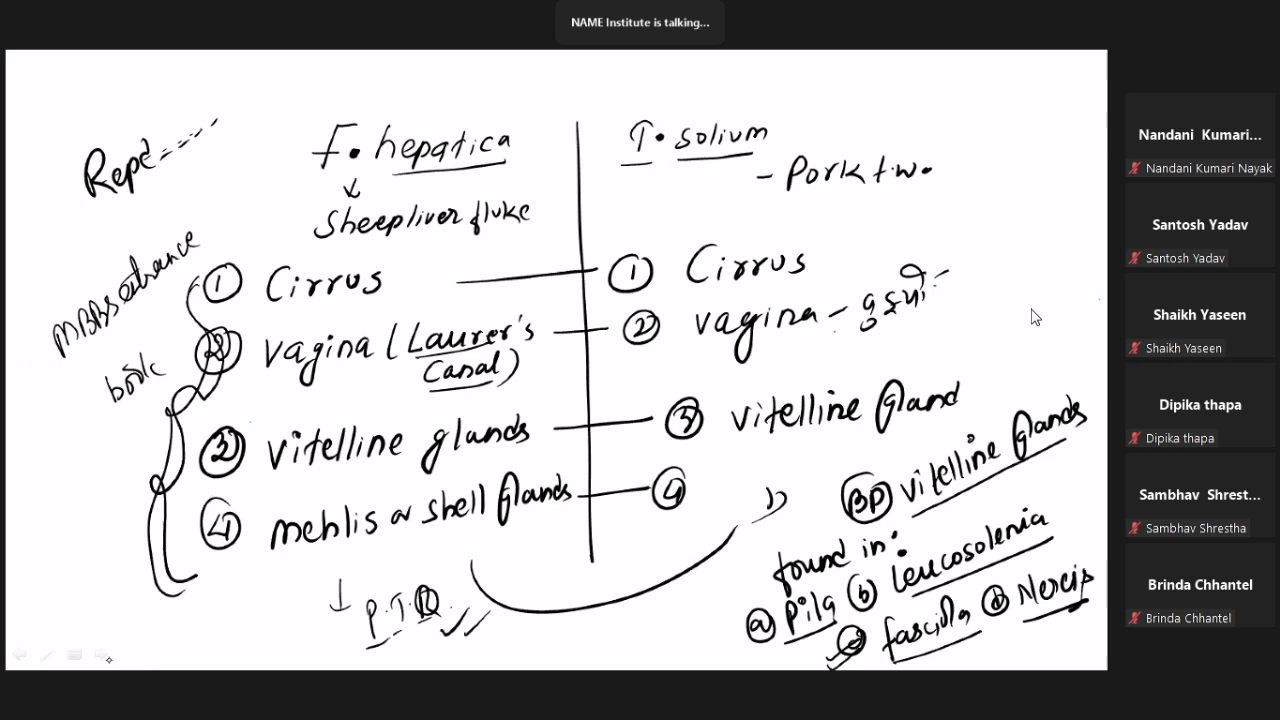 NAME Institute is talking...
Repd----
F. hepatica
Sheepliver fluke
T. solium
- Pork t.w.
MBBS entrance
book
① Cirrus
② vagina (Laurer's
Canal)
③ vitelline glands
④ mehlis or shell glands
① Cirrus
② vagina -
③ vitelline gland
④ "
P.T.O.
BP vitelline glands
found in:
ⓐ Pila ⓑ Leucosolenia
ⓒ fasciola ⓓ Nereis
Nandani Kumari...
Nandani Kumari Nayak
Santosh Yadav
Santosh Yadav
Shaikh Yaseen
Shaikh Yaseen
Dipika thapa
Dipika thapa
Sambhav Shrest...
Sambhav Shrestha
Brinda Chhantel
Brinda Chhantel